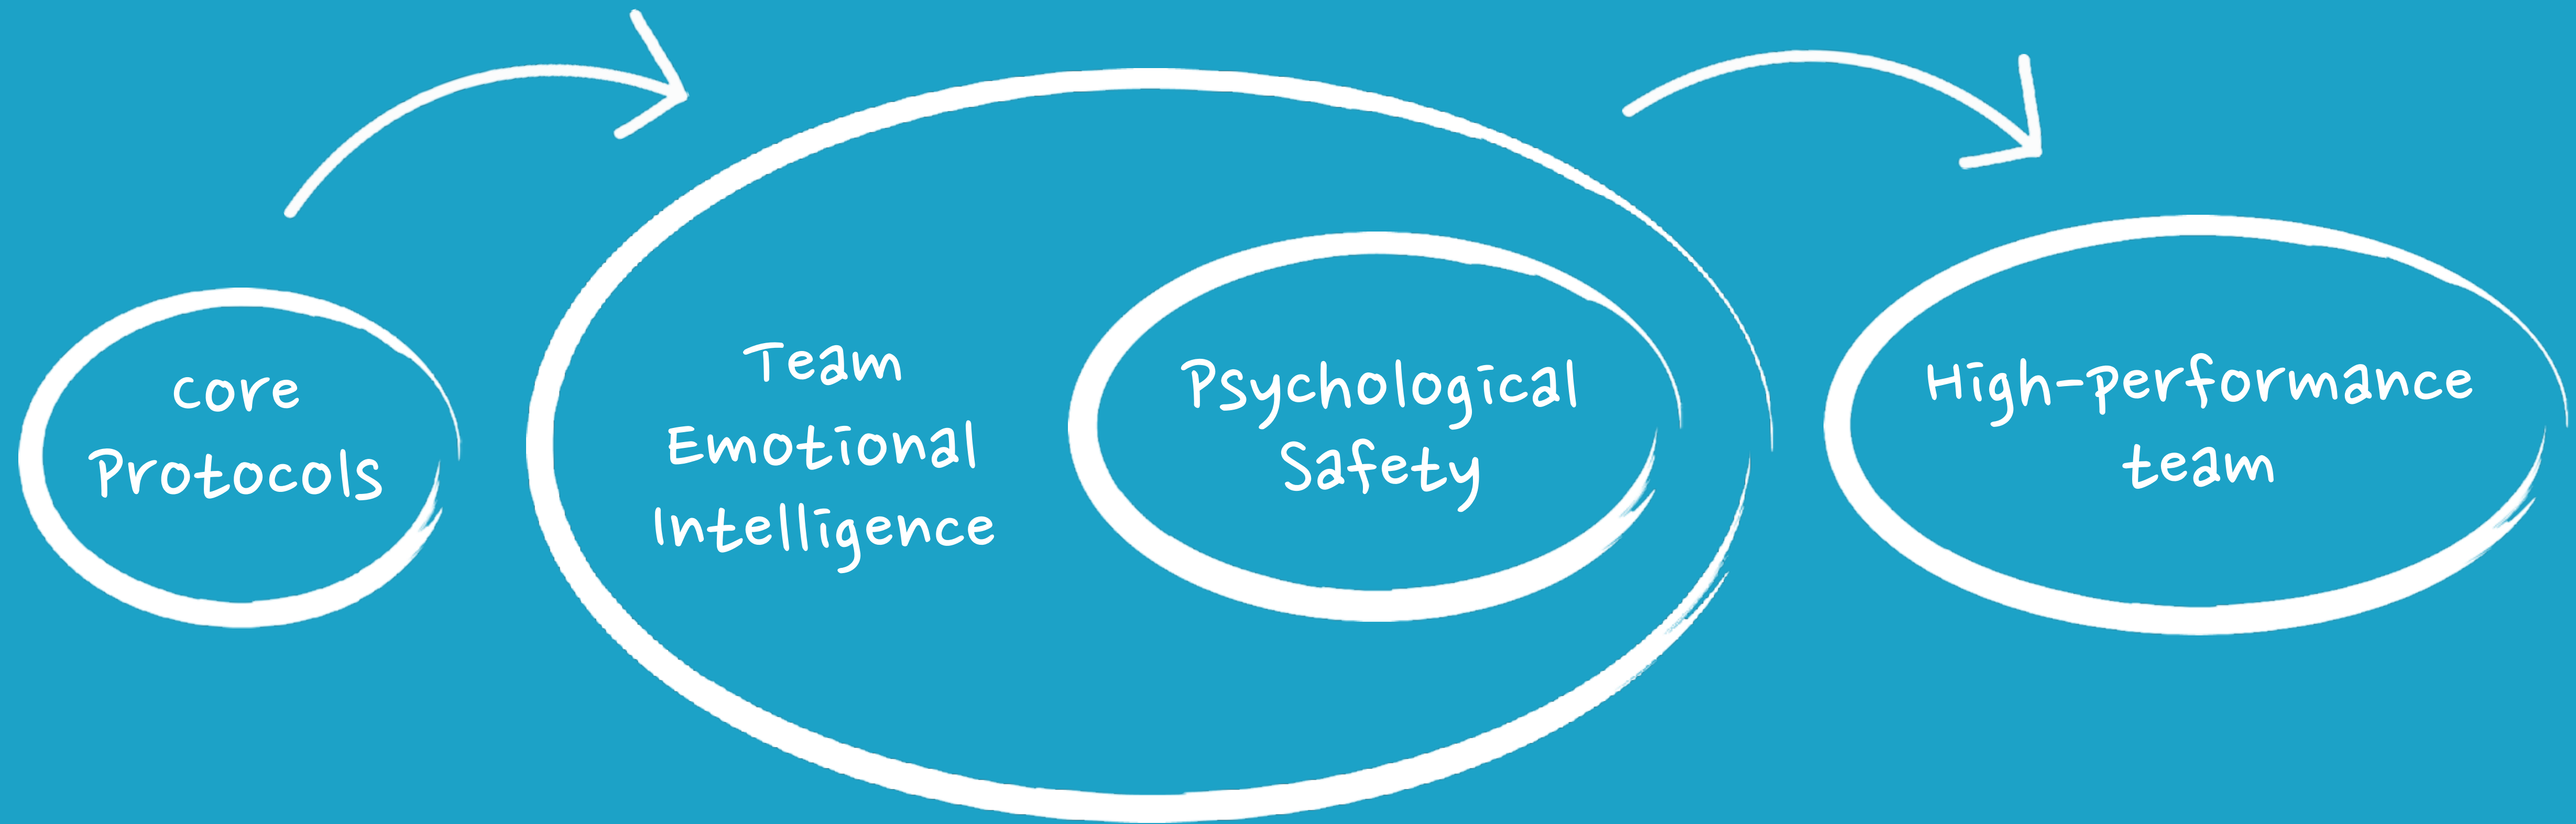 Core
Protocols
Team
Emotional
Intelligence
Psychological
Safety
High-performance
team